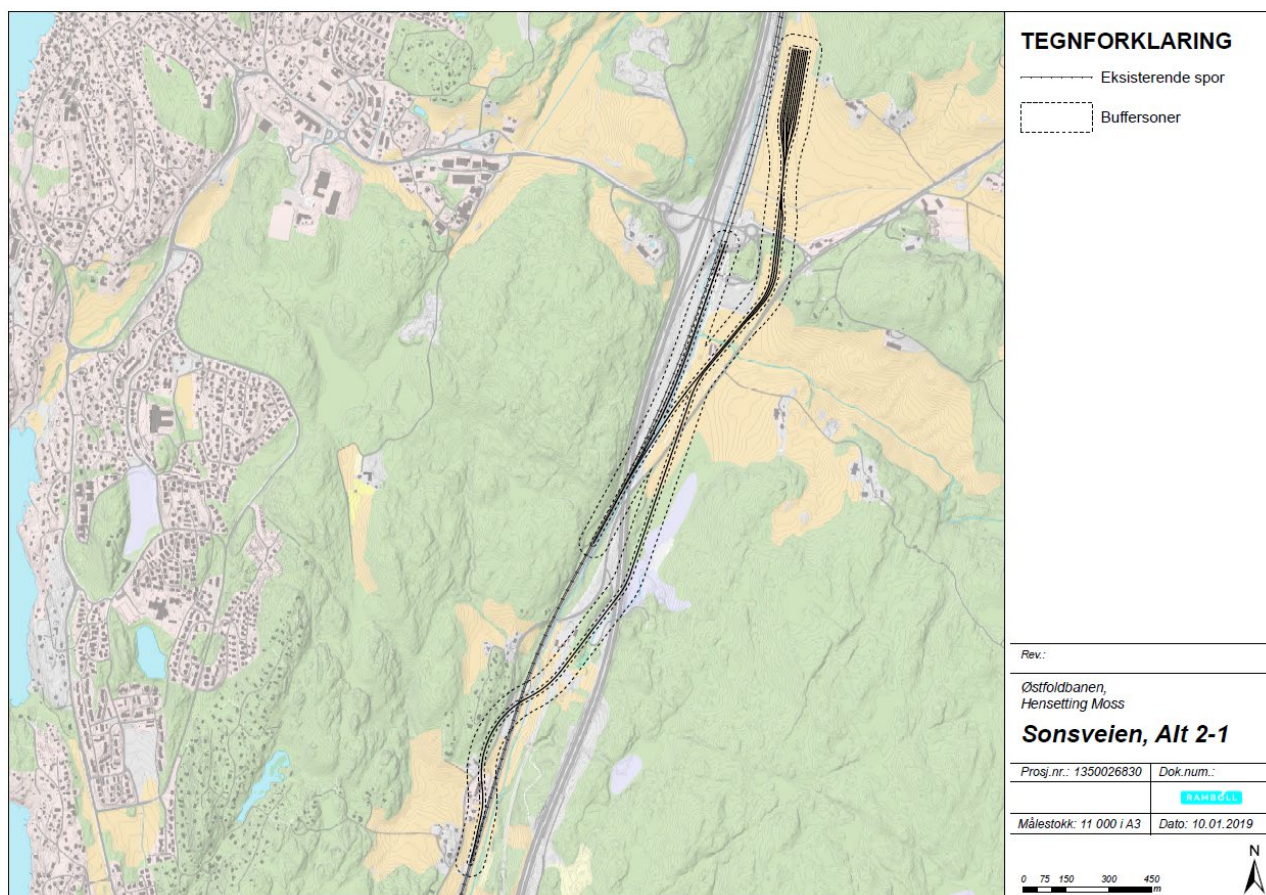 TEGNFORKLARING
Eksisterende spor
Buffersoner
Rev.:
Østfoldbanen,
Hensetting Moss
Sonsveien, Alt 2-1
Prosj.nr.: 1350026830 Dok.num.:
RAMBOLL
Målestokk: 11 000 i A3 Dato: 10.01.2019
N
0 75 150 300 450
m